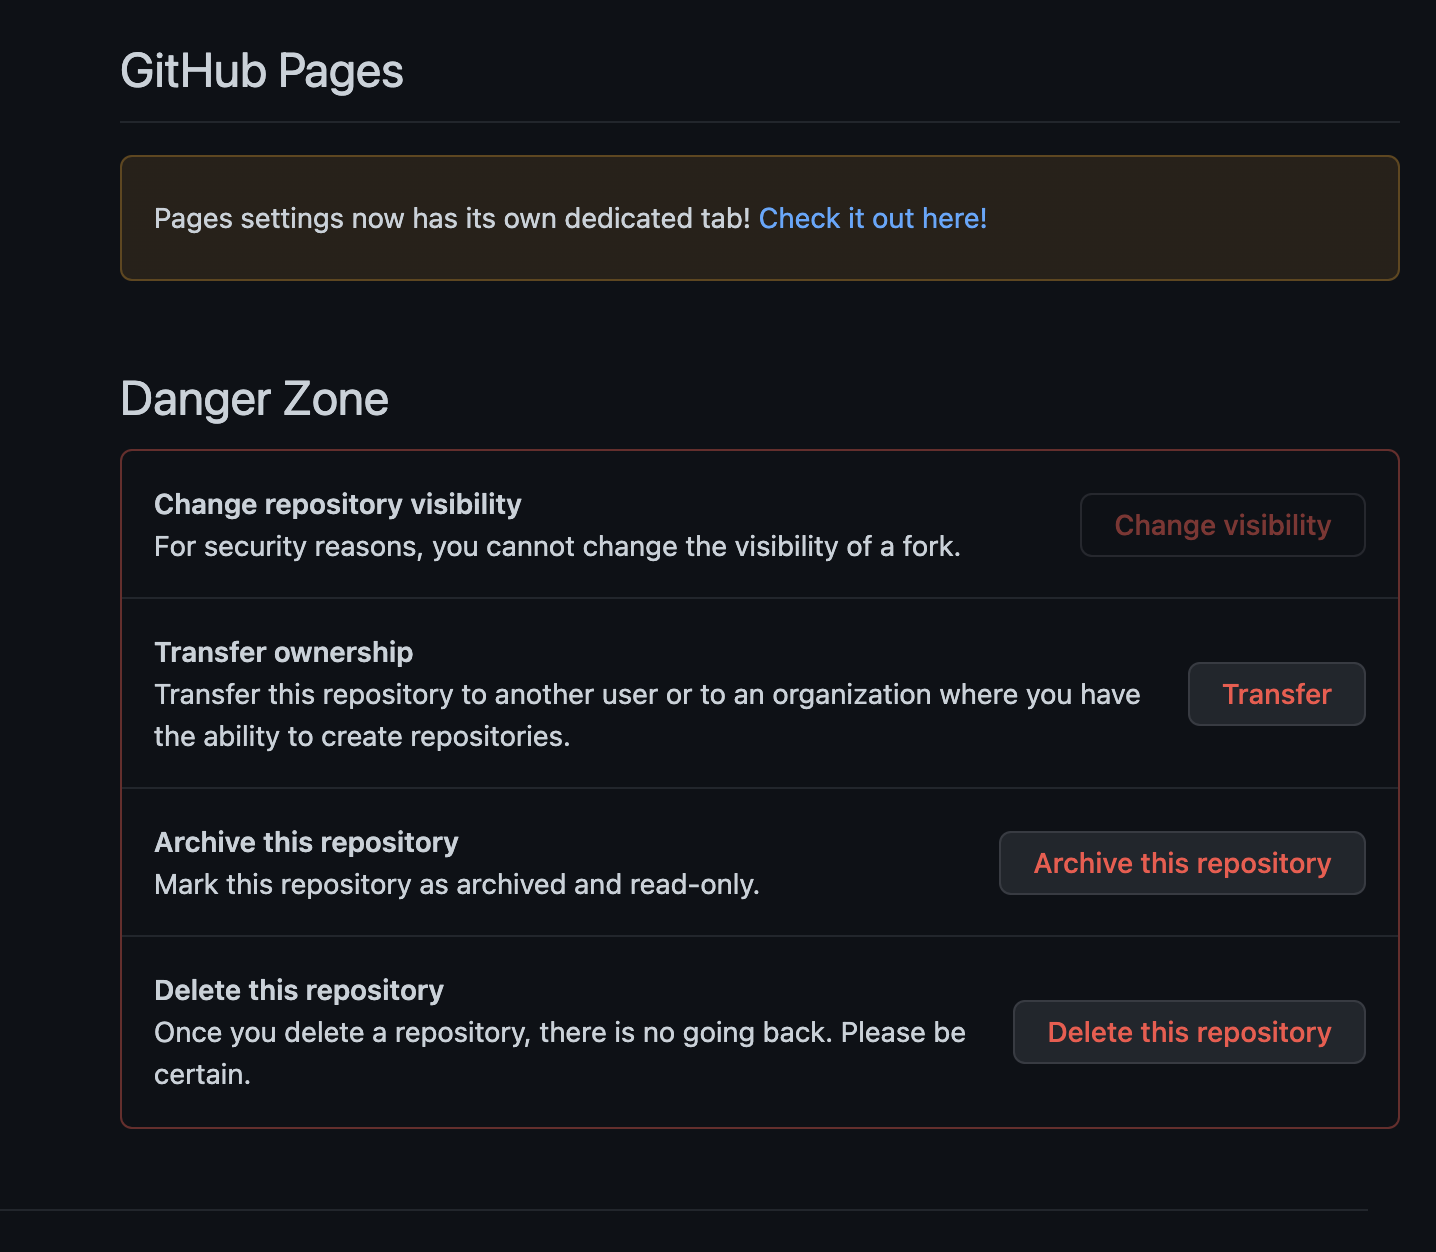 GitHub Pages
Pages settings now has its own dedicated tab! Check it out here!
Danger Zone
Change repository visibility
For security reasons, you cannot change the visibility of a fork.
Change visibility
Transfer ownership
Transfer this repository to another user or to an organization where you have
the ability to create repositories.
Transfer
Archive this repository
Mark this repository as archived and read-only.
Archive this repository
Delete this repository
Once you delete a repository, there is no going back. Please be
certain.
Delete this repository